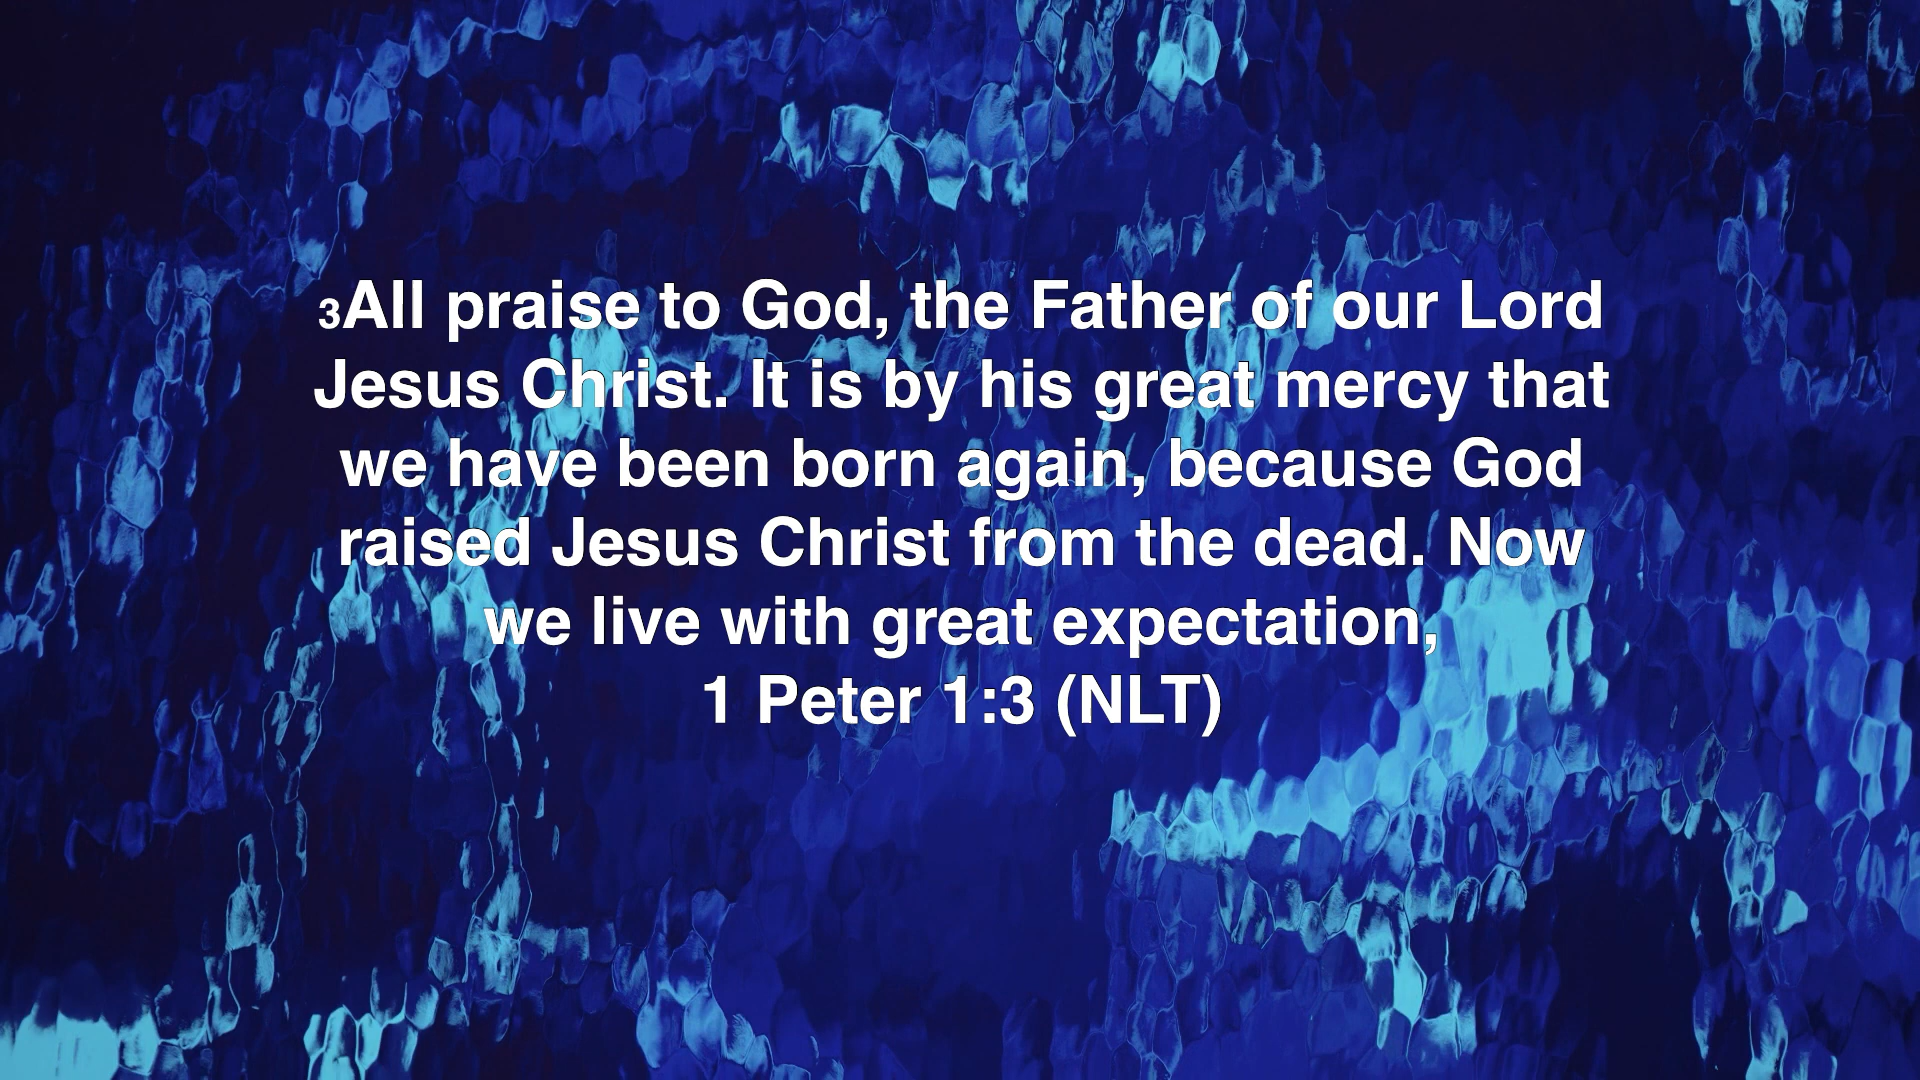 3All praise to God, the Father of our Lord
Jesus Christ. It is by his great mercy that
we have been born again, because God
raised Jesus Christ from the dead. Now
we live with great expectation,
1 Peter 1:3 (NLT)